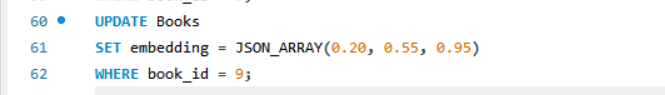 60 UPDATE Books
61 SET embedding = JSON_ARRAY(0.20, 0.55, 0.95)
62 WHERE book_id = 9;